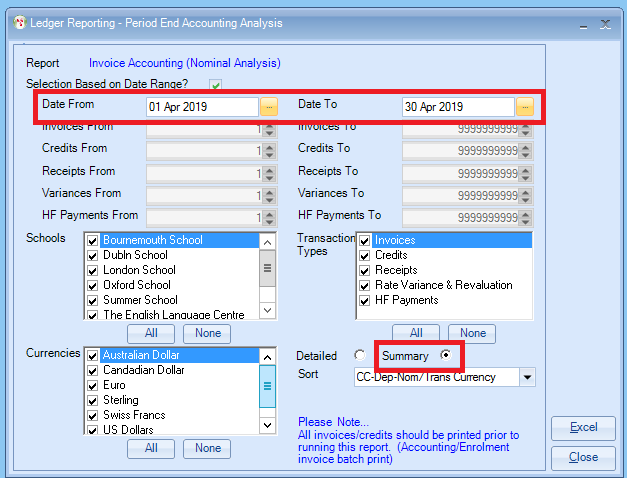 Ledger Reporting - Period End Accounting Analysis
Report Invoice Accounting (Nominal Analysis)
Selection Based on Date Range?
Date From 01 Apr 2019 ... Date To 30 Apr 2019 ...
Invoices From 1 Invoices To 9999999999
Credits From 1 Credits To 9999999999
Receipts From 1 Receipts To 9999999999
Variances From 1 Variances To 9999999999
HF Payments From 1 HF Payments To 9999999999
Schools
Bournemouth School
Dubln School
London School
Oxford School
Summer School
The English Language Centre
All None
Transaction
Types
Invoices
Credits
Receipts
Rate Variance & Revaluation
HF Payments
All None
Currencies
Australian Dollar
Candadian Dollar
Euro
Sterling
Swiss Francs
US Dollars
All None
Detailed Summary
Sort CC-Dep-Nom/Trans Currency
Please Note...
All invoices/credits should be printed prior to
running this report. (Accounting/Enrolment
invoice batch print)
Excel
Close